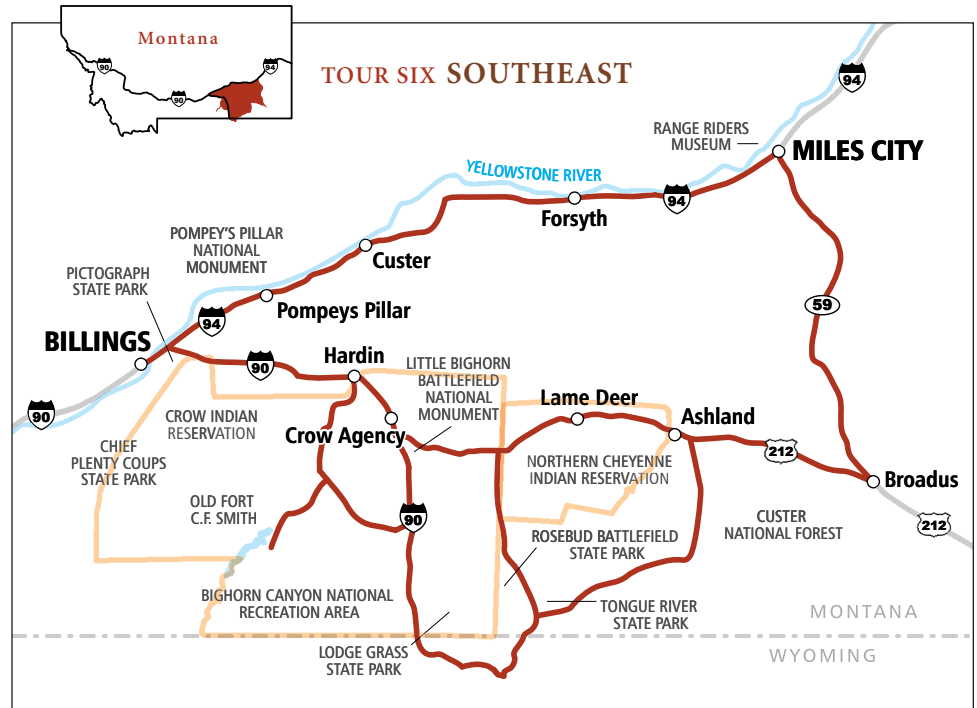 Montana
90
90
94
TOUR SIX SOUTHEAST
94
RANGE RIDERS
MUSEUM
MILES CITY
YELLOWSTONE RIVER
94
Forsyth
POMPEY'S PILLAR
NATIONAL
MONUMENT
Custer
PICTOGRAPH
STATE PARK
59
Pompeys Pillar
94
BILLINGS
90
Hardin
LITTLE BIGHORN
BATTLEFIELD
NATIONAL
MONUMENT
90
CROW INDIAN
RESERVATION
Crow Agency
Lame Deer
Ashland
CHIEF
PLENTY COUPS
STATE PARK
212
NORTHERN CHEYENNE
INDIAN RESERVATION
Broadus
OLD FORT
C.F. SMITH
90
CUSTER
NATIONAL FOREST
212
ROSEBUD BATTLEFIELD
STATE PARK
BIGHORN CANYON NATIONAL
RECREATION AREA
TONGUE RIVER
STATE PARK
MONTANA
LODGE GRASS
STATE PARK
WYOMING